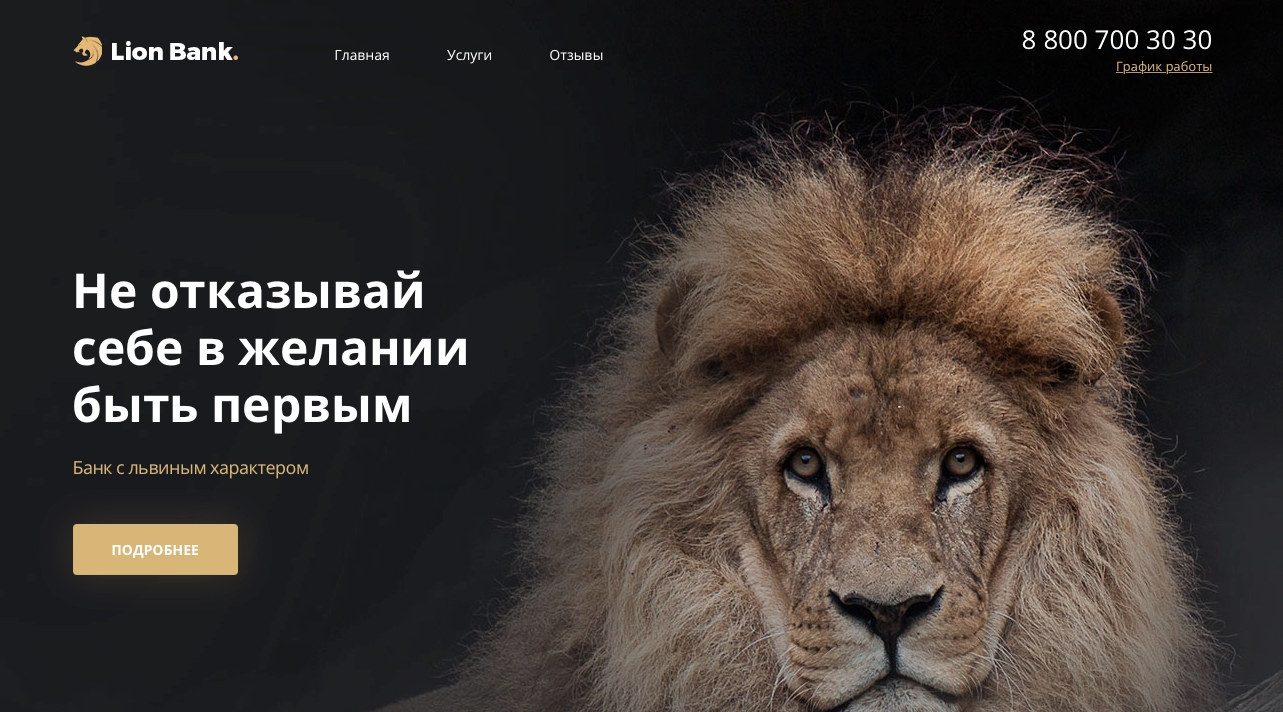 Lion Bank.
Главная
Услуги
Отзывы
8 800 700 30 30
График работы
Не отказывай
себе в желании
быть первым
Банк с львиным характером
ПОДРОБНЕЕ